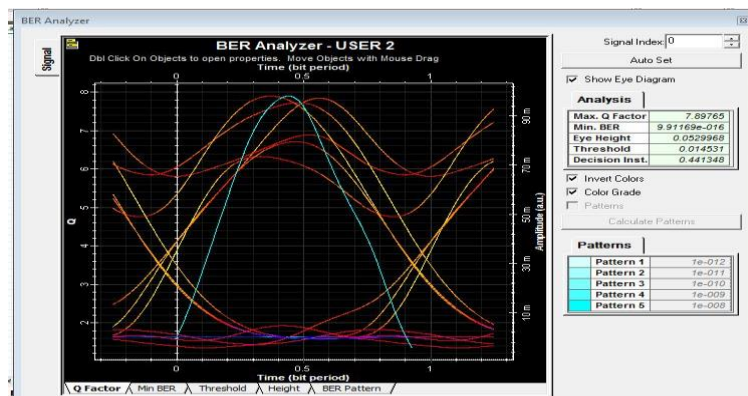 BER Analyzer
Signal
BER Analyzer - USER 2
Dbl Click On Objects to open properties. Move Objects with Mouse Drag
Time (bit period)
0 0.5 1
8
7
6
5
4
3
2
Q
90 m
70 m
50 m
30 m
10 m
Amplitude (a.u.)
0 0.5 1
Time (bit period)
Q Factor Min BER Threshold Height BER Pattern
Signal Index: 0
Auto Set
Show Eye Diagram
Analysis
Max. Q Factor 7.89765
Min. BER 9.91169e-016
Eye Height 0.0529968
Threshold 0.014531
Decision Inst. 0.441348
Invert Colors
Color Grade
Patterns
Calculate Patterns
Patterns
Pattern 1 1e-012
Pattern 2 1e-011
Pattern 3 1e-010
Pattern 4 1e-009
Pattern 5 1e-008